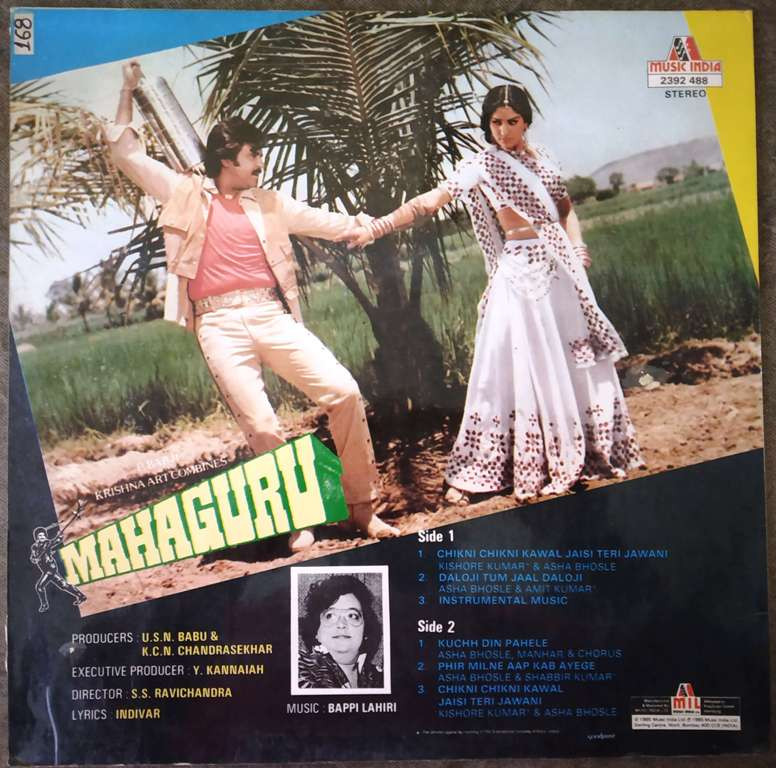 168
MUSIC INDIA
2392 488
STEREO
KRISHNA ART COMBINES
MAHAGURU
PRODUCERS : U.S.N. BABU &
K.C.N. CHANDRASEKHAR
EXECUTIVE PRODUCER : Y. KANNAIAH
DIRECTOR : S.S. RAVICHANDRA
LYRICS : INDIVAR
MUSIC : BAPPI LAHIRI
Side 1
1. CHIKNI CHIKNI KAWAL JAISI TERI JAWANI
KISHORE KUMAR* & ASHA BHOSLE
2. DALOJI TUM JAAL DALOJI
ASHA BHOSLE & AMIT KUMAR*
3. INSTRUMENTAL MUSIC
Side 2
1. KUCHH DIN PAHELE
ASHA BHOSLE, MANHAR & CHORUS
2. PHIR MILNE AAP KAB AYEGE
ASHA BHOSLE & SHABBIR KUMAR*
3. CHIKNI CHIKNI KAWAL
JAISI TERI JAWANI
KISHORE KUMAR* & ASHA BHOSLE
MIL